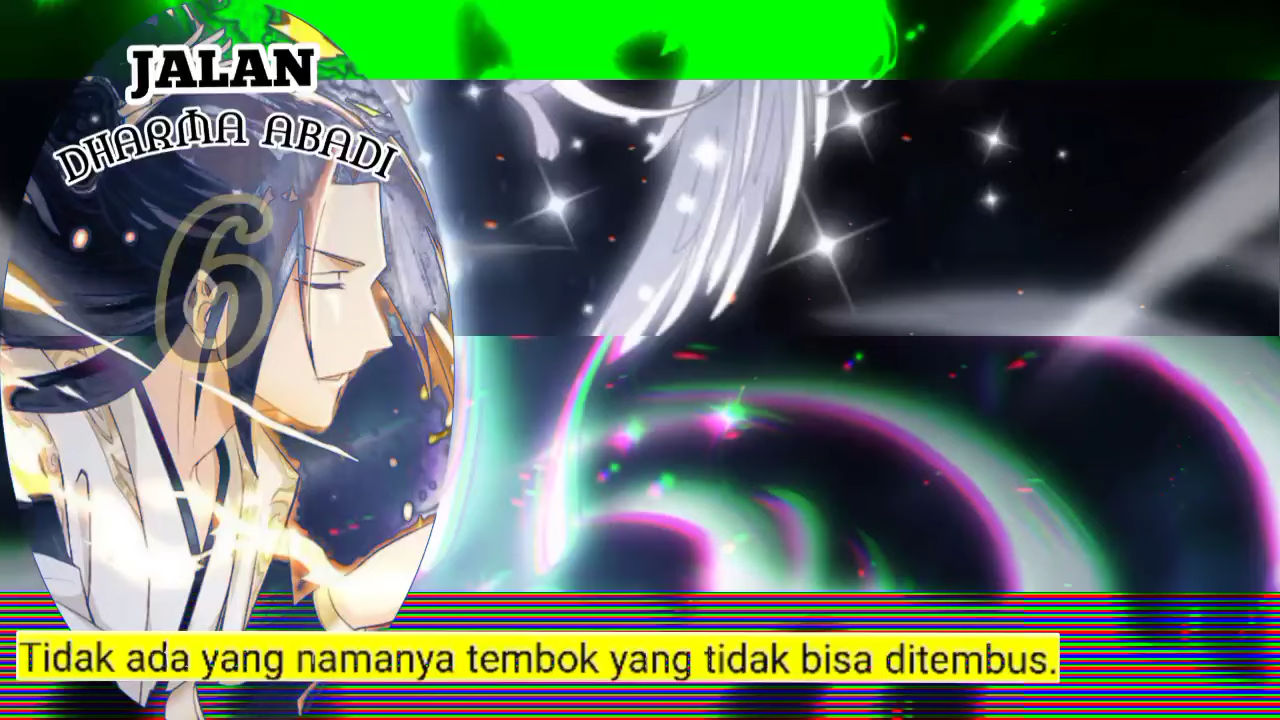 JALAN
DHARMA ABADI
6
Tidak ada yang namanya tembok yang tidak bisa ditembus.